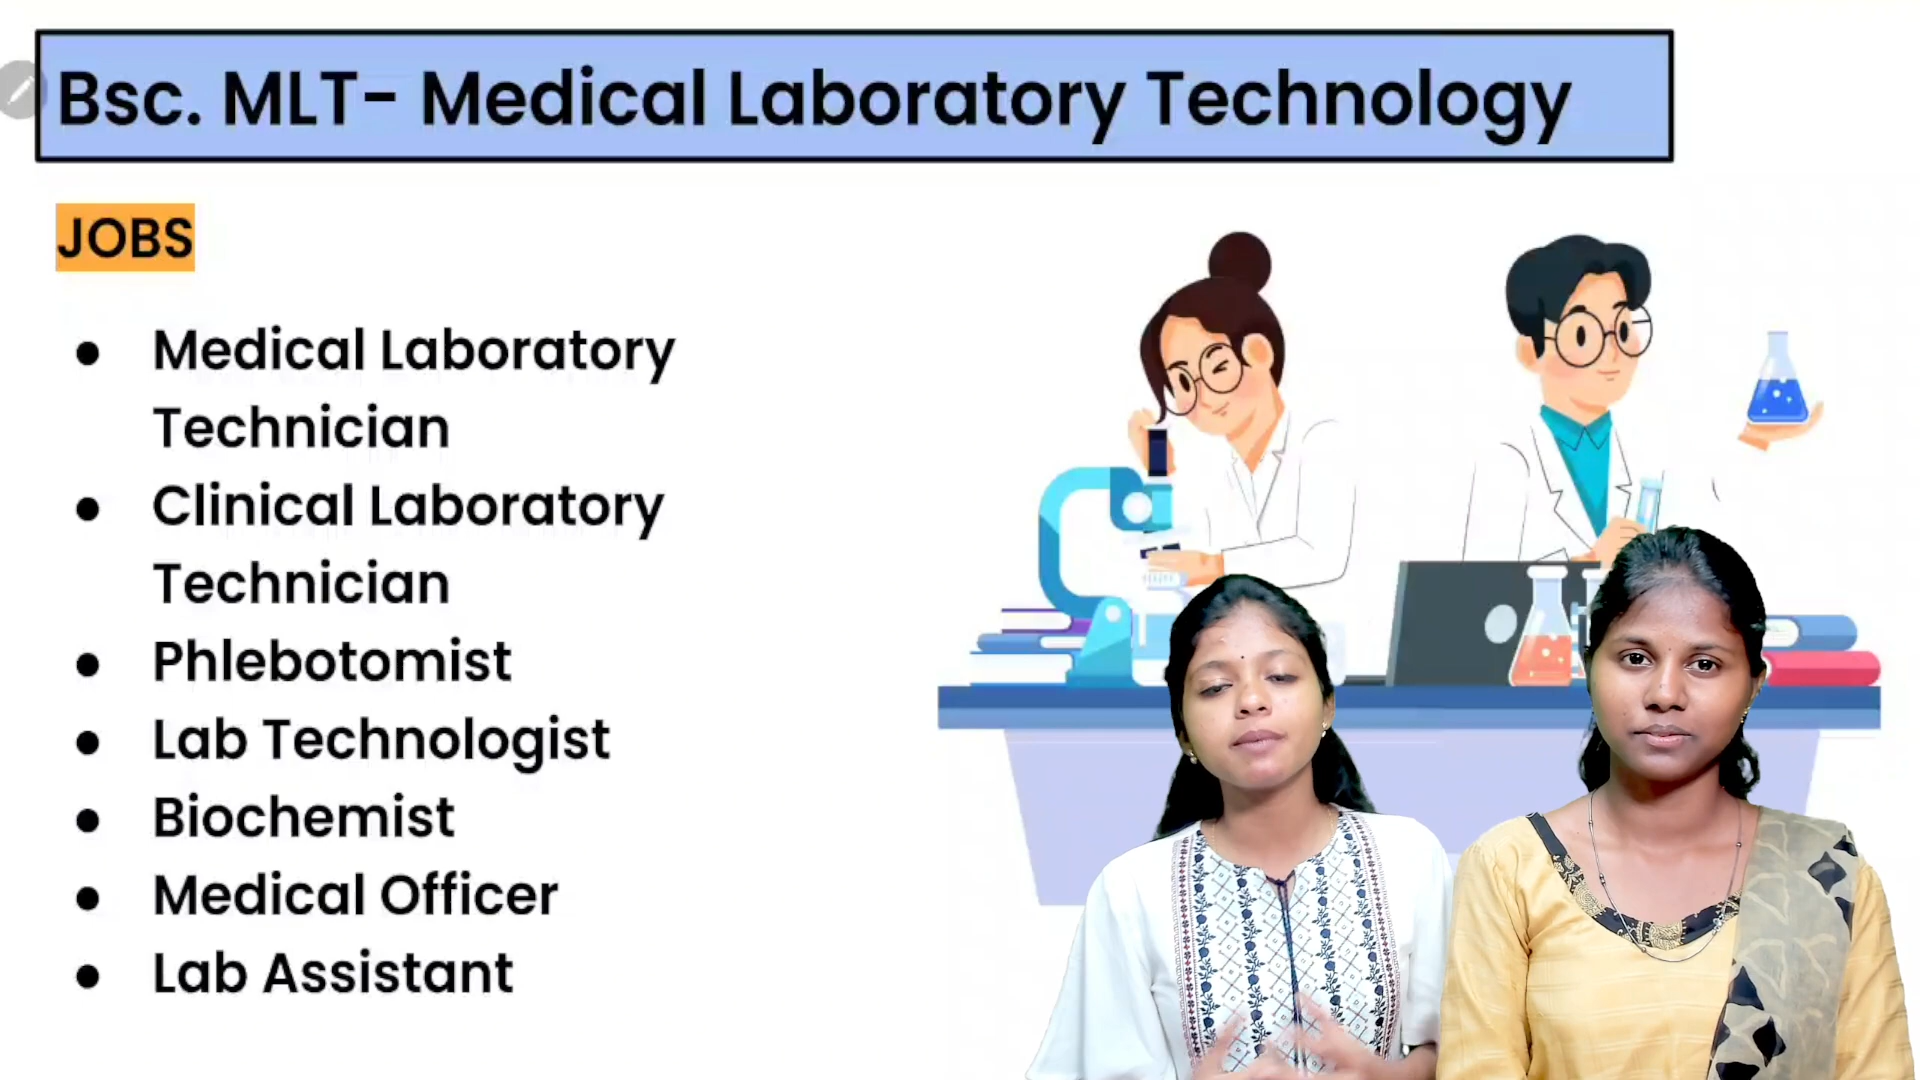 Bsc. MLT- Medical Laboratory Technology
JOBS
● Medical Laboratory
Technician
● Clinical Laboratory
Technician
● Phlebotomist
● Lab Technologist
● Biochemist
● Medical Officer
● Lab Assistant